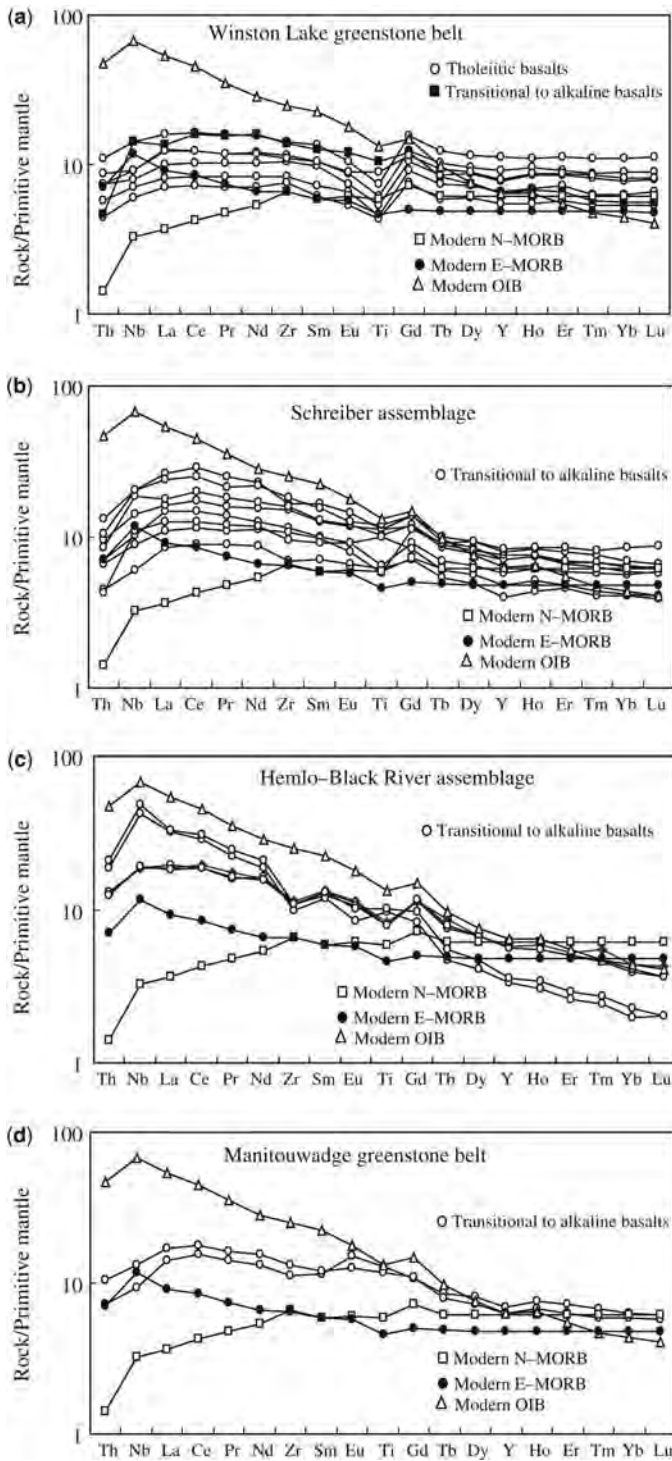 (a)
100
Winston Lake greenstone belt
Tholeiitic basalts
Transitional to alkaline basalts
10
Rock/Primitive mantle
Modern N–MORB
Modern E–MORB
Modern OIB
1
Th Nb La Ce Pr Nd Zr Sm Eu Ti Gd Tb Dy Y Ho Er Tm Yb Lu
(b)
100
Schreiber assemblage
Transitional to alkaline basalts
10
Rock/Primitive mantle
Modern N–MORB
Modern E–MORB
Modern OIB
1
Th Nb La Ce Pr Nd Zr Sm Eu Ti Gd Tb Dy Y Ho Er Tm Yb Lu
(c)
100
Hemlo–Black River assemblage
Transitional to alkaline basalts
10
Rock/Primitive mantle
Modern N–MORB
Modern E–MORB
Modern OIB
1
Th Nb La Ce Pr Nd Zr Sm Eu Ti Gd Tb Dy Y Ho Er Tm Yb Lu
(d)
100
Manitouwadge greenstone belt
Transitional to alkaline basalts
10
Rock/Primitive mantle
Modern N–MORB
Modern E–MORB
Modern OIB
1
Th Nb La Ce Pr Nd Zr Sm Eu Ti Gd Tb Dy Y Ho Er Tm Yb Lu